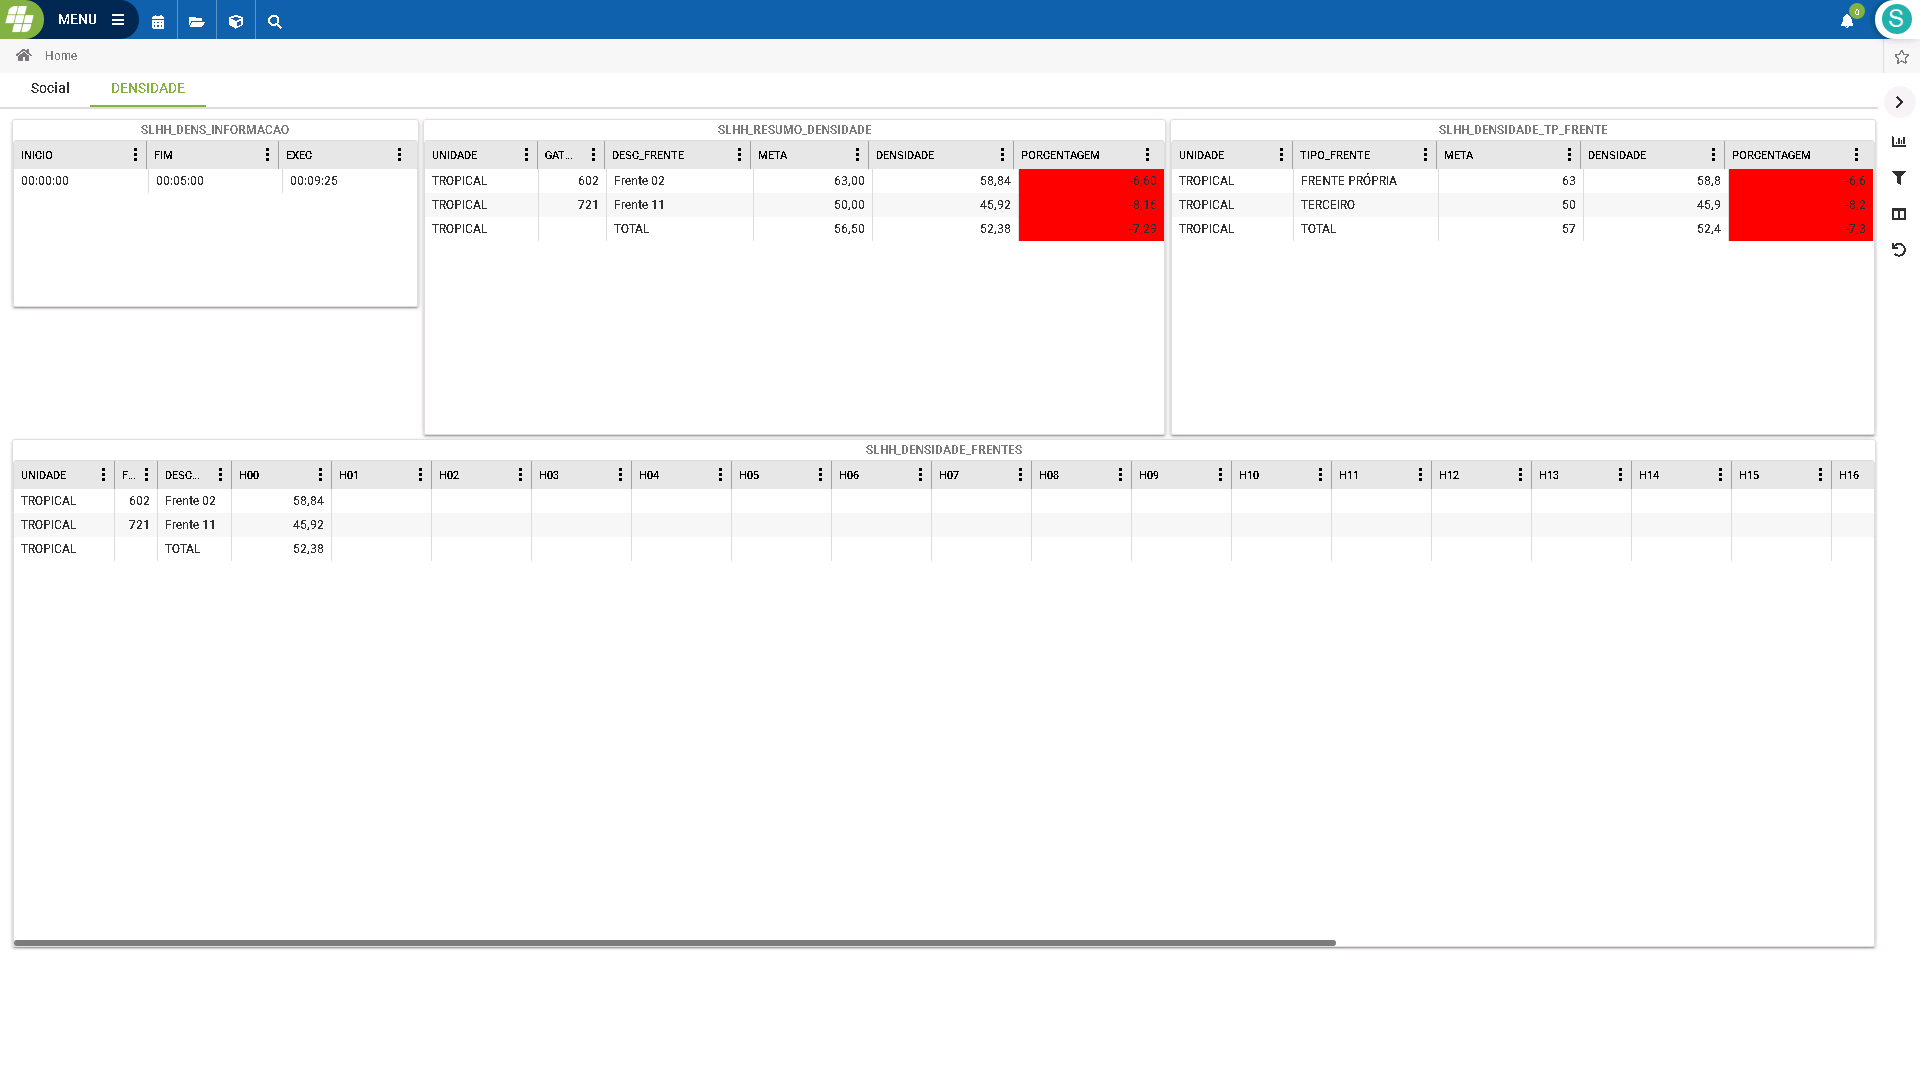 MENU
0
S
Home
Social
DENSIDADE
SLHH_DENS_INFORMACAO
INICIO FIM EXEC
00:00:00 00:05:00 00:09:25
SLHH_RESUMO_DENSIDADE
UNIDADE GAT... DESC_FRENTE META DENSIDADE PORCENTAGEM
TROPICAL 602 Frente 02 63,00 58,84 -6,60
TROPICAL 721 Frente 11 50,00 45,92 -8,16
TROPICAL TOTAL 56,50 52,38 -7,29
SLHH_DENSIDADE_TP_FRENTE
UNIDADE TIPO_FRENTE META DENSIDADE PORCENTAGEM
TROPICAL FRENTE PRÓPRIA 63 58,8 -6,6
TROPICAL TERCEIRO 50 45,9 -8,2
TROPICAL TOTAL 57 52,4 -7,3
SLHH_DENSIDADE_FRENTES
UNIDADE F... DESC... H00 H01 H02 H03 H04 H05 H06 H07 H08 H09 H10 H11 H12 H13 H14 H15 H16
TROPICAL 602 Frente 02 58,84
TROPICAL 721 Frente 11 45,92
TROPICAL TOTAL 52,38